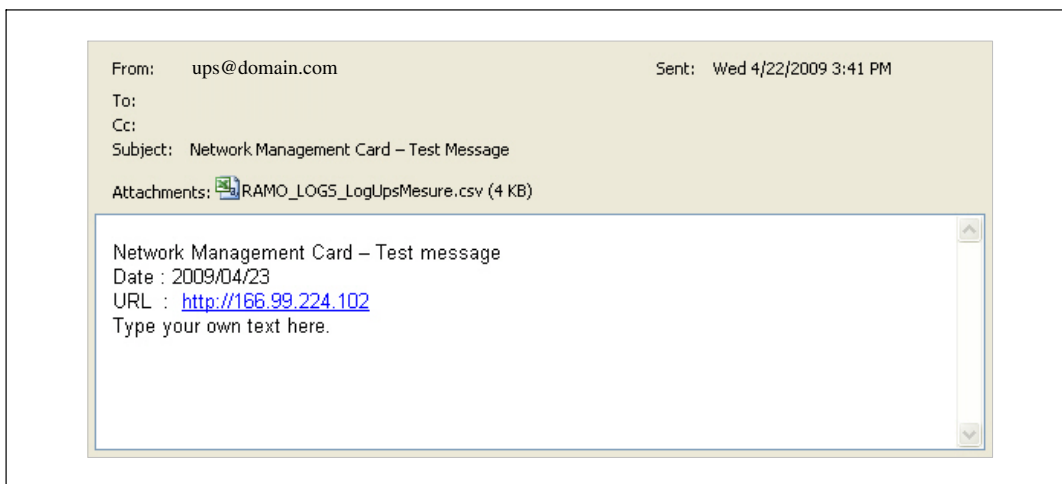 From: ups@domain.com Sent: Wed 4/22/2009 3:41 PM
To:
Cc:
Subject: Network Management Card – Test Message
Attachments: RAMO_LOGS_LogUpsMesure.csv (4 KB)
Network Management Card – Test message
Date : 2009/04/23
URL : http://166.99.224.102
Type your own text here.